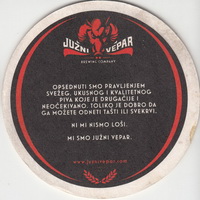 JUŽNI VEPAR
BREWING COMPANY
OPSEDNUTI SMO PRAVLJENJEM
SVEŽEG, UKUSNOG I KVALITETNOG
PIVA KOJE JE DRUGAČIJE I
NEOČEKIVANO. TOLIKO JE DOBRO DA
GA MOŽETE ODNETI TAŠTI ILI SVEKRVI.
NI MI NISMO LOŠI.
MI SMO JUŽNI VEPAR.
www.juznivepar.com